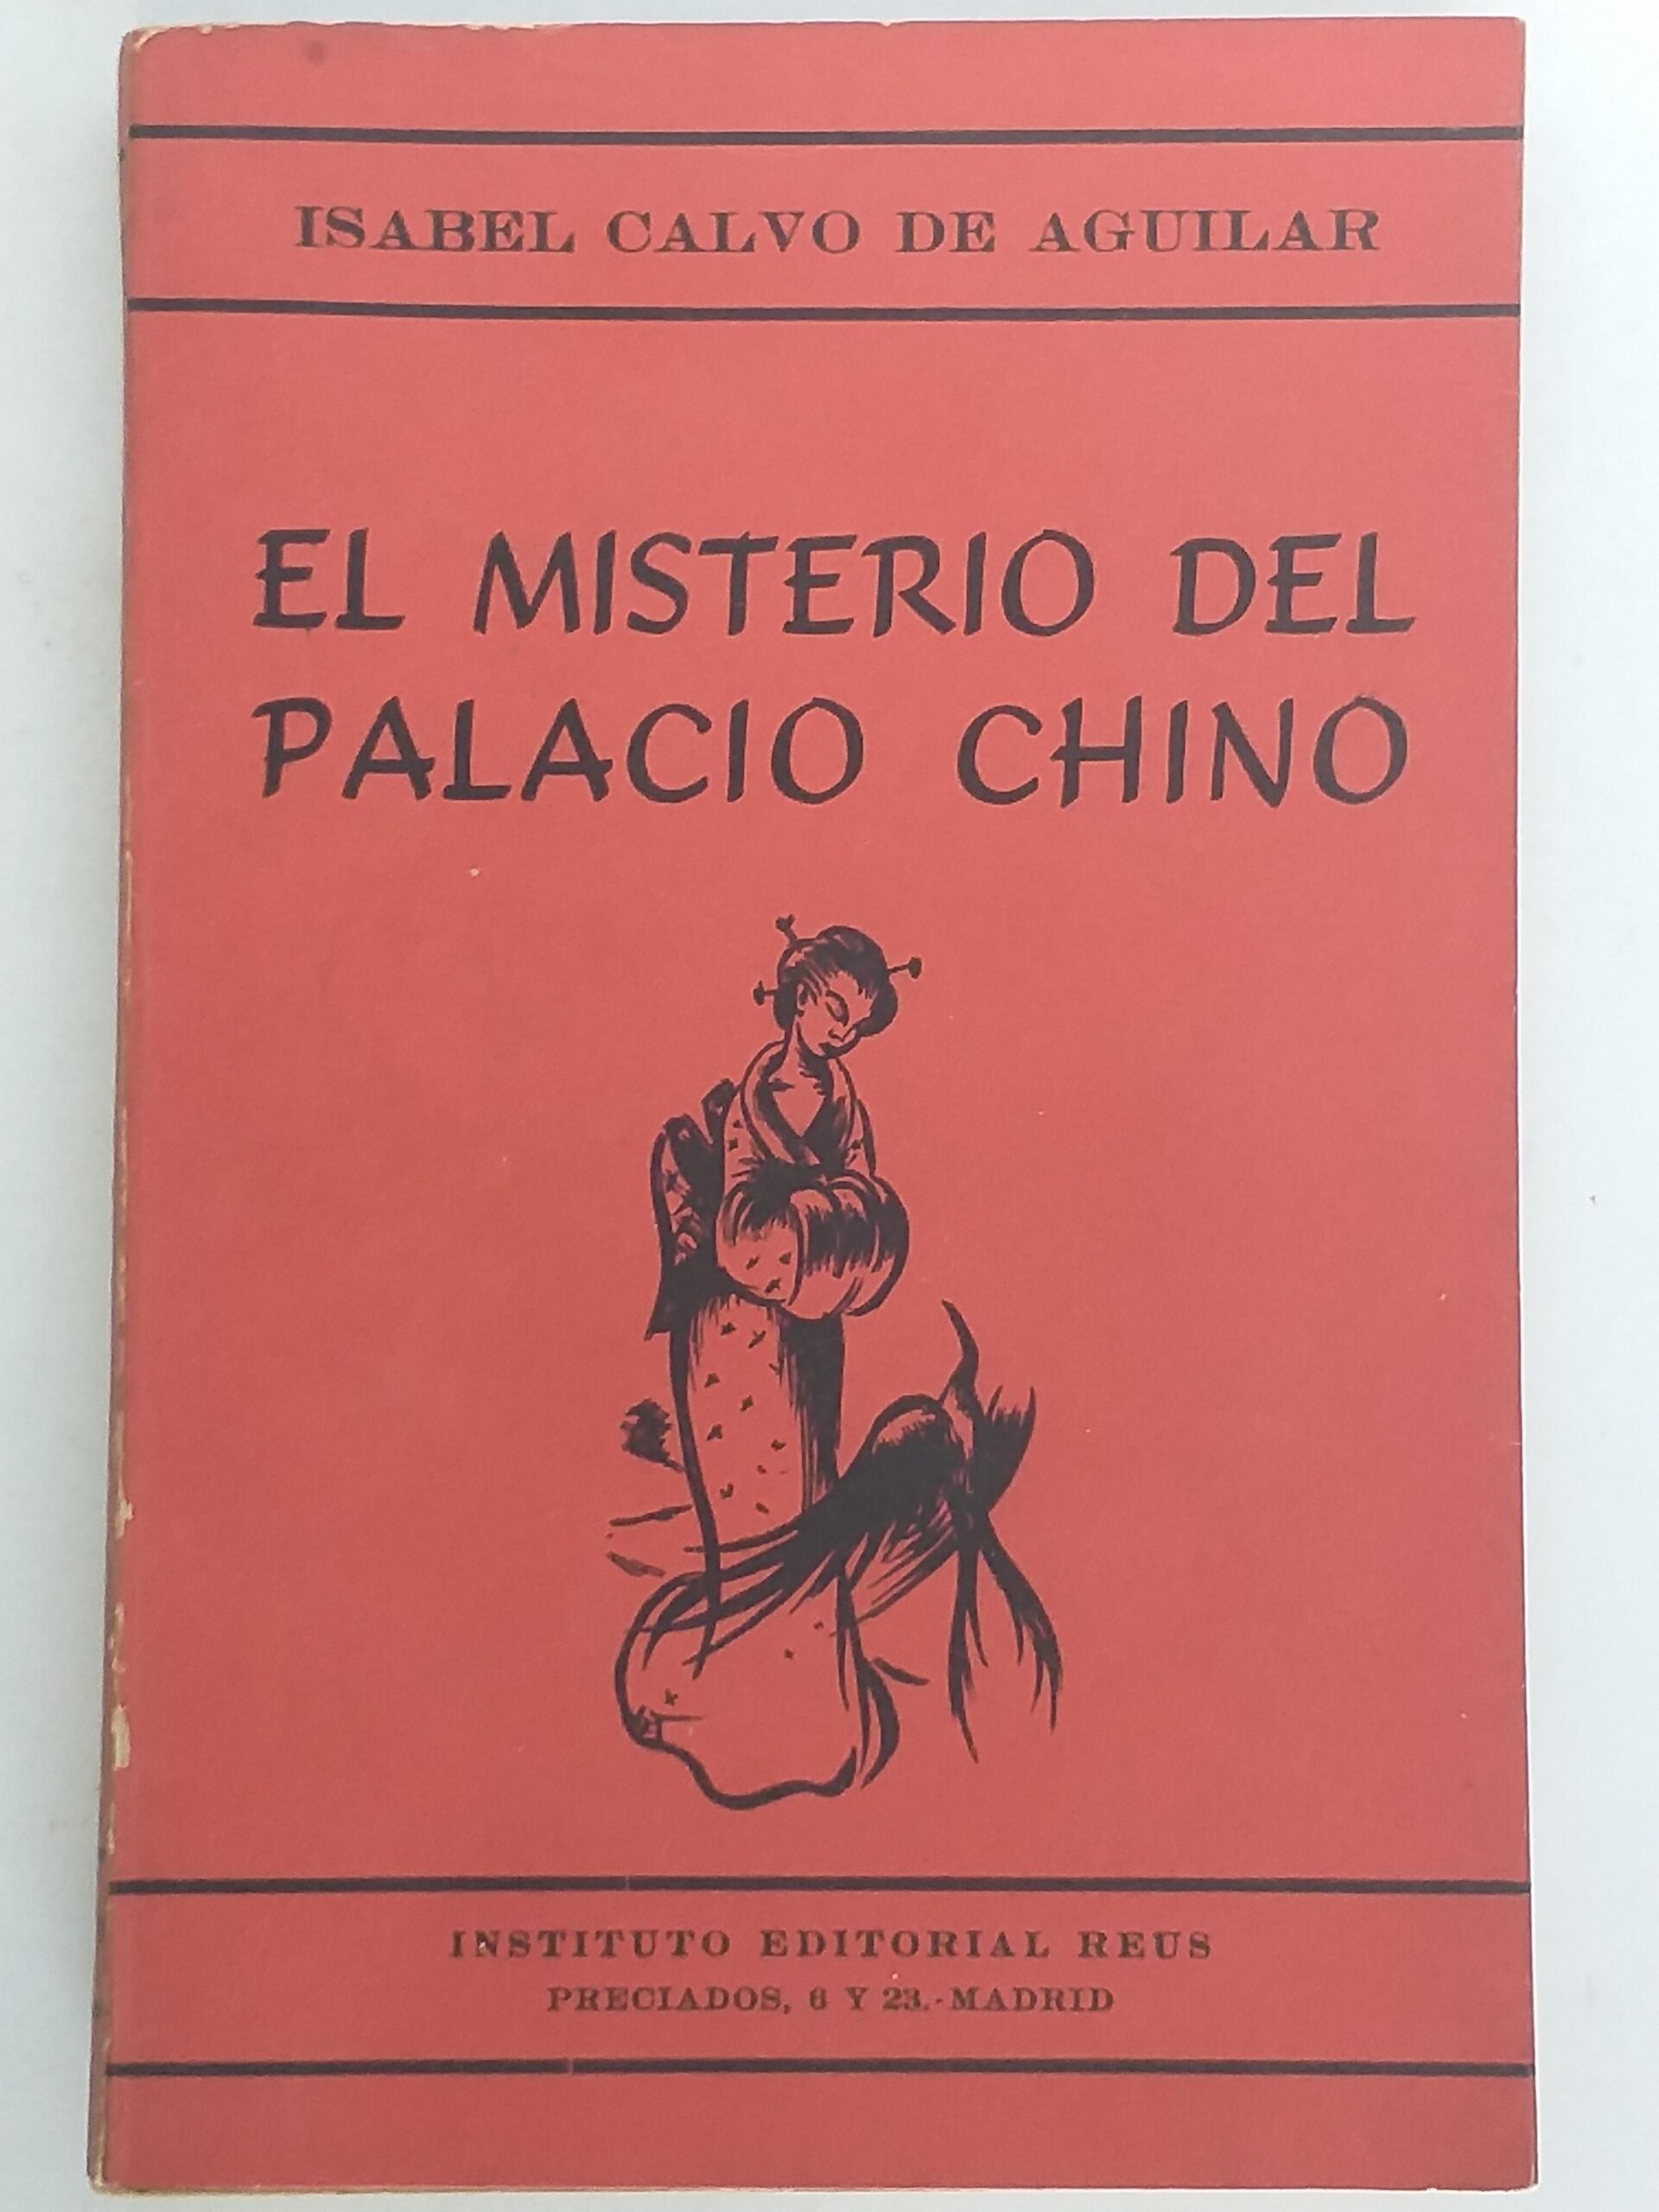 ISABEL CALVO DE AGUILAR
EL MISTERIO DEL
PALACIO CHINO
INSTITUTO EDITORIAL REUS
PRECIADOS, 6 Y 23.-MADRID